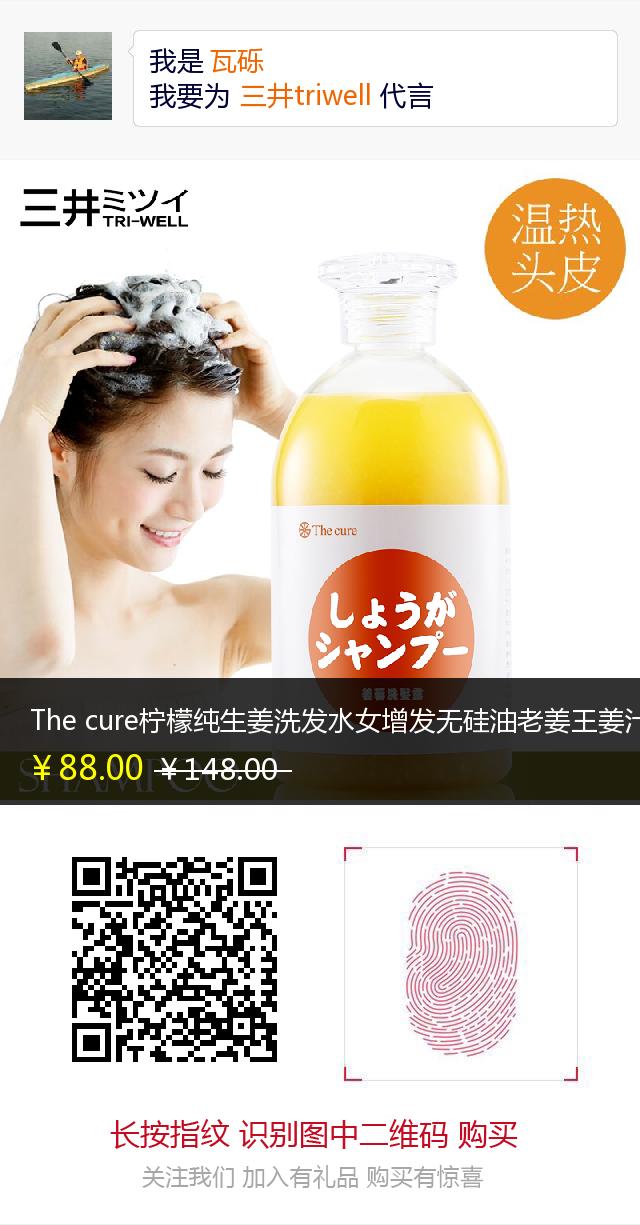 我是 瓦砾
我要为 三井triwell 代言
三井ミツイ
TRI-WELL
温热
头皮
The cure
しょうが
シャンプー
The cure柠檬纯生姜洗发水女增发无硅油老姜王姜汁
¥88.00 ¥148.00
SHAMPOO
长按指纹 识别图中二维码 购买
关注我们 加入有礼品 购买有惊喜